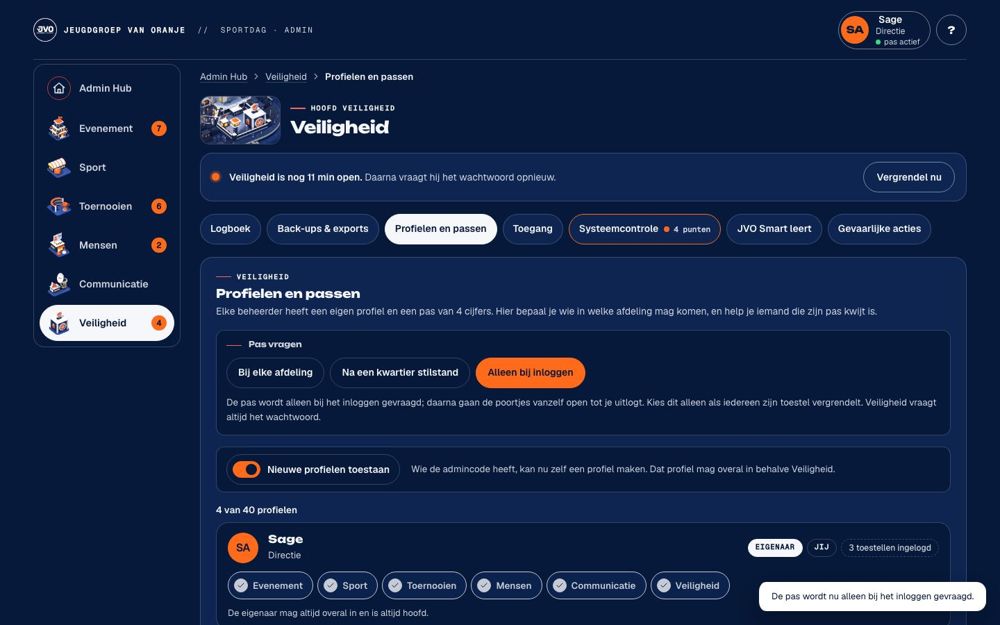 JVO JEUGDGROEP VAN ORANJE // SPORTDAG · ADMIN
SA Sage
Directie
pas actief
?
Admin Hub
Evenement 7
Sport
Toernooien 6
Mensen 2
Communicatie
Veiligheid 4
Admin Hub > Veiligheid > Profielen en passen
HOOFD VEILIGHEID
Veiligheid
Veiligheid is nog 11 min open. Daarna vraagt hij het wachtwoord opnieuw.
Vergrendel nu
Logboek
Back-ups & exports
Profielen en passen
Toegang
Systeemcontrole 4 punten
JVO Smart leert
Gevaarlijke acties
VEILIGHEID
Profielen en passen
Elke beheerder heeft een eigen profiel en een pas van 4 cijfers. Hier bepaal je wie in welke afdeling mag komen, en help je iemand die zijn pas kwijt is.
Pas vragen
Bij elke afdeling
Na een kwartier stilstand
Alleen bij inloggen
De pas wordt alleen bij het inloggen gevraagd; daarna gaan de poortjes vanzelf open tot je uitlogt. Kies dit alleen als iedereen zijn toestel vergrendelt. Veiligheid vraagt
altijd het wachtwoord.
Nieuwe profielen toestaan
Wie de admincode heeft, kan nu zelf een profiel maken. Dat profiel mag overal in behalve Veiligheid.
4 van 40 profielen
SA Sage
Directie
EIGENAAR
JIJ
3 toestellen ingelogd
Evenement
Sport
Toernooien
Mensen
Communicatie
Veiligheid
De eigenaar mag altijd overal in en is altijd hoofd.
De pas wordt nu alleen bij het inloggen gevraagd.